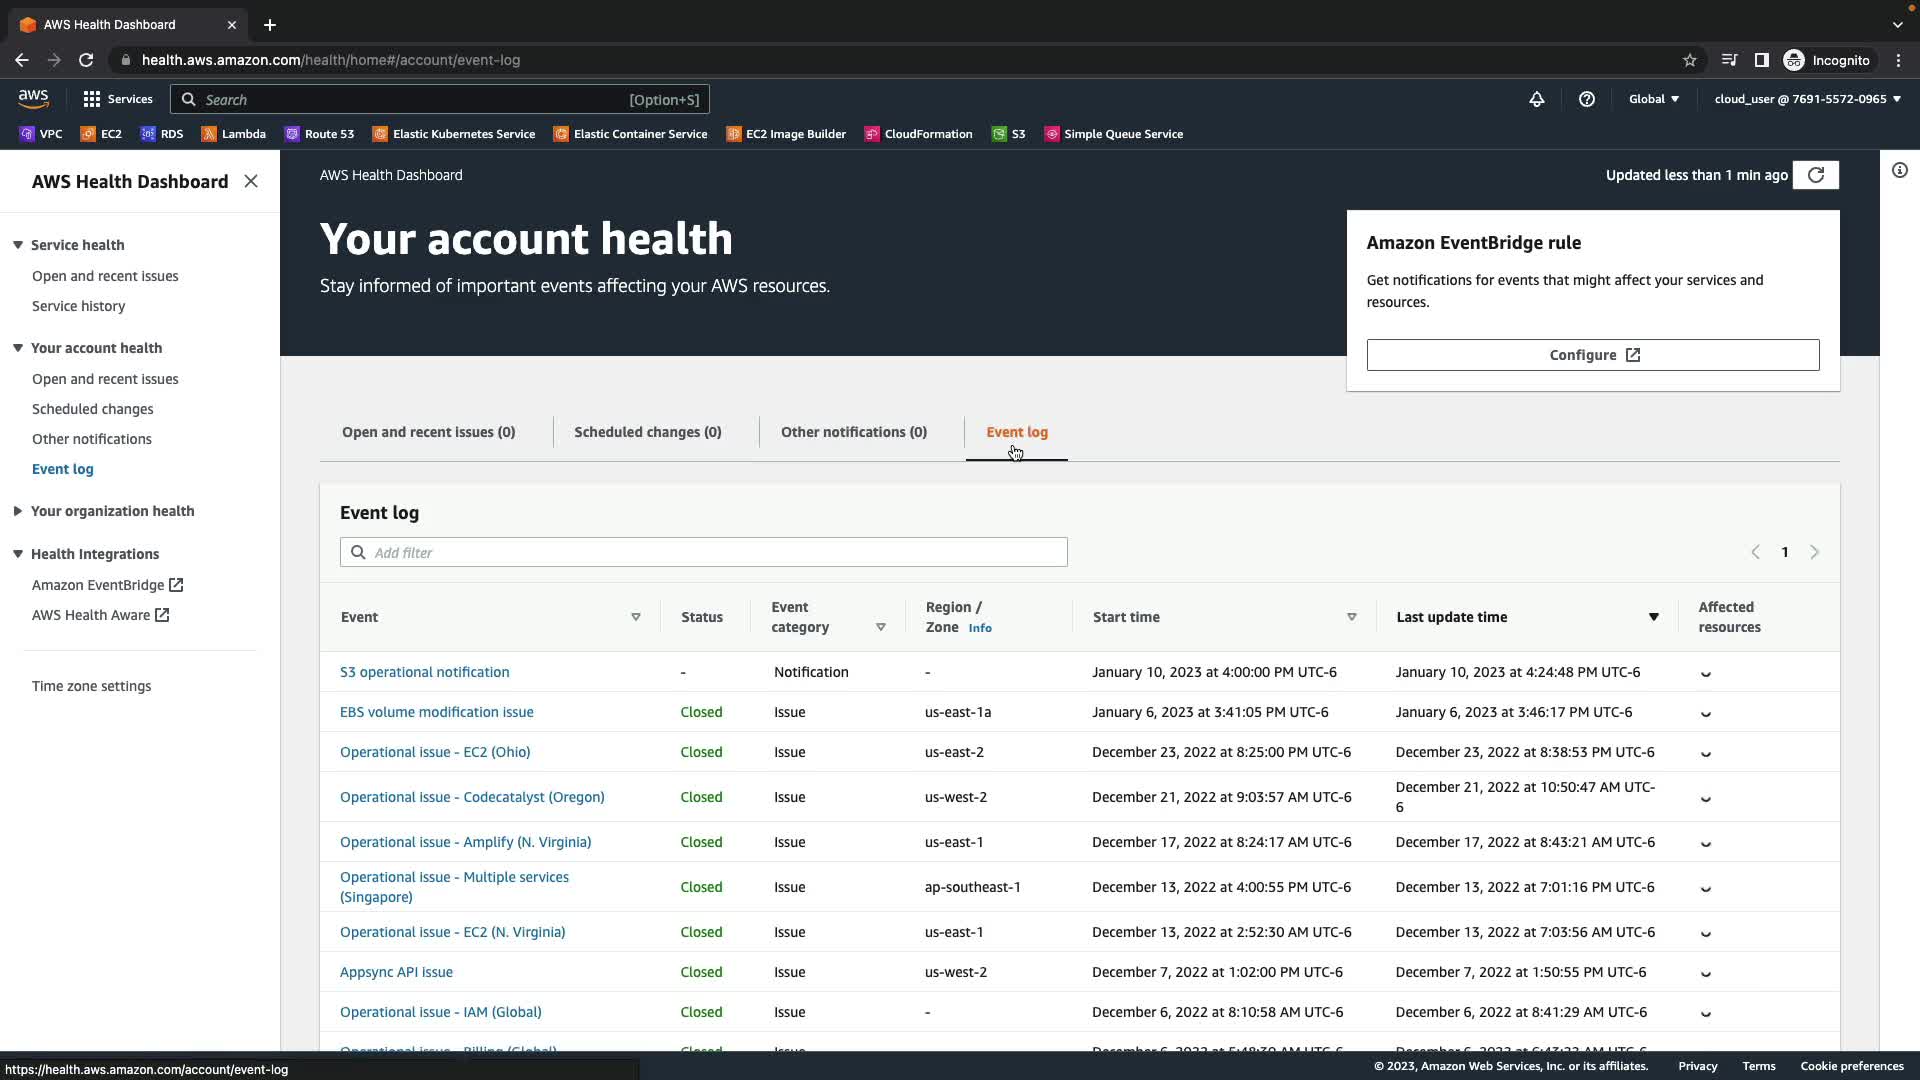 AWS Health Dashboard
health.aws.amazon.com/health/home#/account/event-log
Incognito
aws
Services
Search
[Option+S]
Global
cloud_user @ 7691-5572-0965
VPC
EC2
RDS
Lambda
Route 53
Elastic Kubernetes Service
Elastic Container Service
EC2 Image Builder
CloudFormation
S3
Simple Queue Service
AWS Health Dashboard
Service health
Open and recent issues
Service history
Your account health
Open and recent issues
Scheduled changes
Other notifications
Event log
Your organization health
Health Integrations
Amazon EventBridge
AWS Health Aware
Time zone settings
AWS Health Dashboard
Updated less than 1 min ago
Your account health
Stay informed of important events affecting your AWS resources.
Amazon EventBridge rule
Get notifications for events that might affect your services and
resources.
Configure
Open and recent issues (0)
Scheduled changes (0)
Other notifications (0)
Event log
Event log
Add filter
1
Event
Status
Event
category
Region /
Zone Info
Start time
Last update time
Affected
resources
S3 operational notification
-
Notification
-
January 10, 2023 at 4:00:00 PM UTC-6
January 10, 2023 at 4:24:48 PM UTC-6
EBS volume modification issue
Closed
Issue
us-east-1a
January 6, 2023 at 3:41:05 PM UTC-6
January 6, 2023 at 3:46:17 PM UTC-6
Operational issue - EC2 (Ohio)
Closed
Issue
us-east-2
December 23, 2022 at 8:25:00 PM UTC-6
December 23, 2022 at 8:38:53 PM UTC-6
Operational issue - Codecatalyst (Oregon)
Closed
Issue
us-west-2
December 21, 2022 at 9:03:57 AM UTC-6
December 21, 2022 at 10:50:47 AM UTC-
6
Operational issue - Amplify (N. Virginia)
Closed
Issue
us-east-1
December 17, 2022 at 8:24:17 AM UTC-6
December 17, 2022 at 8:43:21 AM UTC-6
Operational issue - Multiple services
(Singapore)
Closed
Issue
ap-southeast-1
December 13, 2022 at 4:00:55 PM UTC-6
December 13, 2022 at 7:01:16 PM UTC-6
Operational issue - EC2 (N. Virginia)
Closed
Issue
us-east-1
December 13, 2022 at 2:52:30 AM UTC-6
December 13, 2022 at 7:03:56 AM UTC-6
Appsync API issue
Closed
Issue
us-west-2
December 7, 2022 at 1:02:00 PM UTC-6
December 7, 2022 at 1:50:55 PM UTC-6
Operational issue - IAM (Global)
Closed
Issue
-
December 6, 2022 at 8:10:58 AM UTC-6
December 6, 2022 at 8:41:29 AM UTC-6
Operational issue - Billing (Global)
Closed
Issue
https://health.aws.amazon.com/account/event-log
© 2023, Amazon Web Services, Inc. or its affiliates.
Privacy
Terms
Cookie preferences